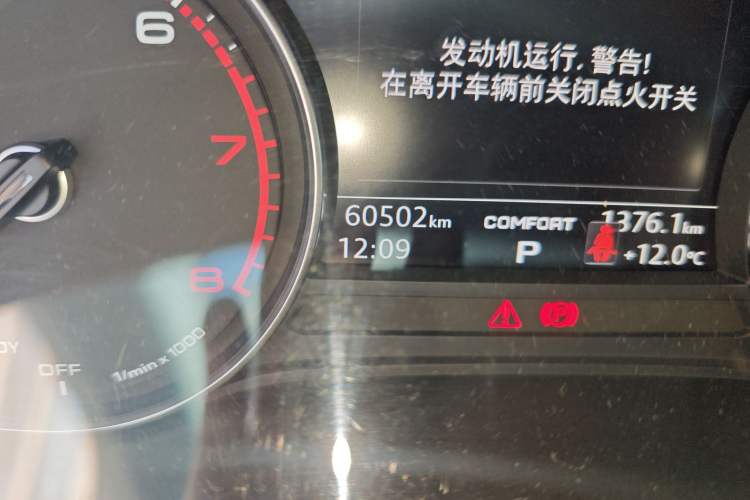 6
7
8
发动机运行.警告!
在离开车辆前关闭点火开关
60502km
COMFORT
1376.1km
12:09
P
+12.0℃
OFF
1/min x 1000
P